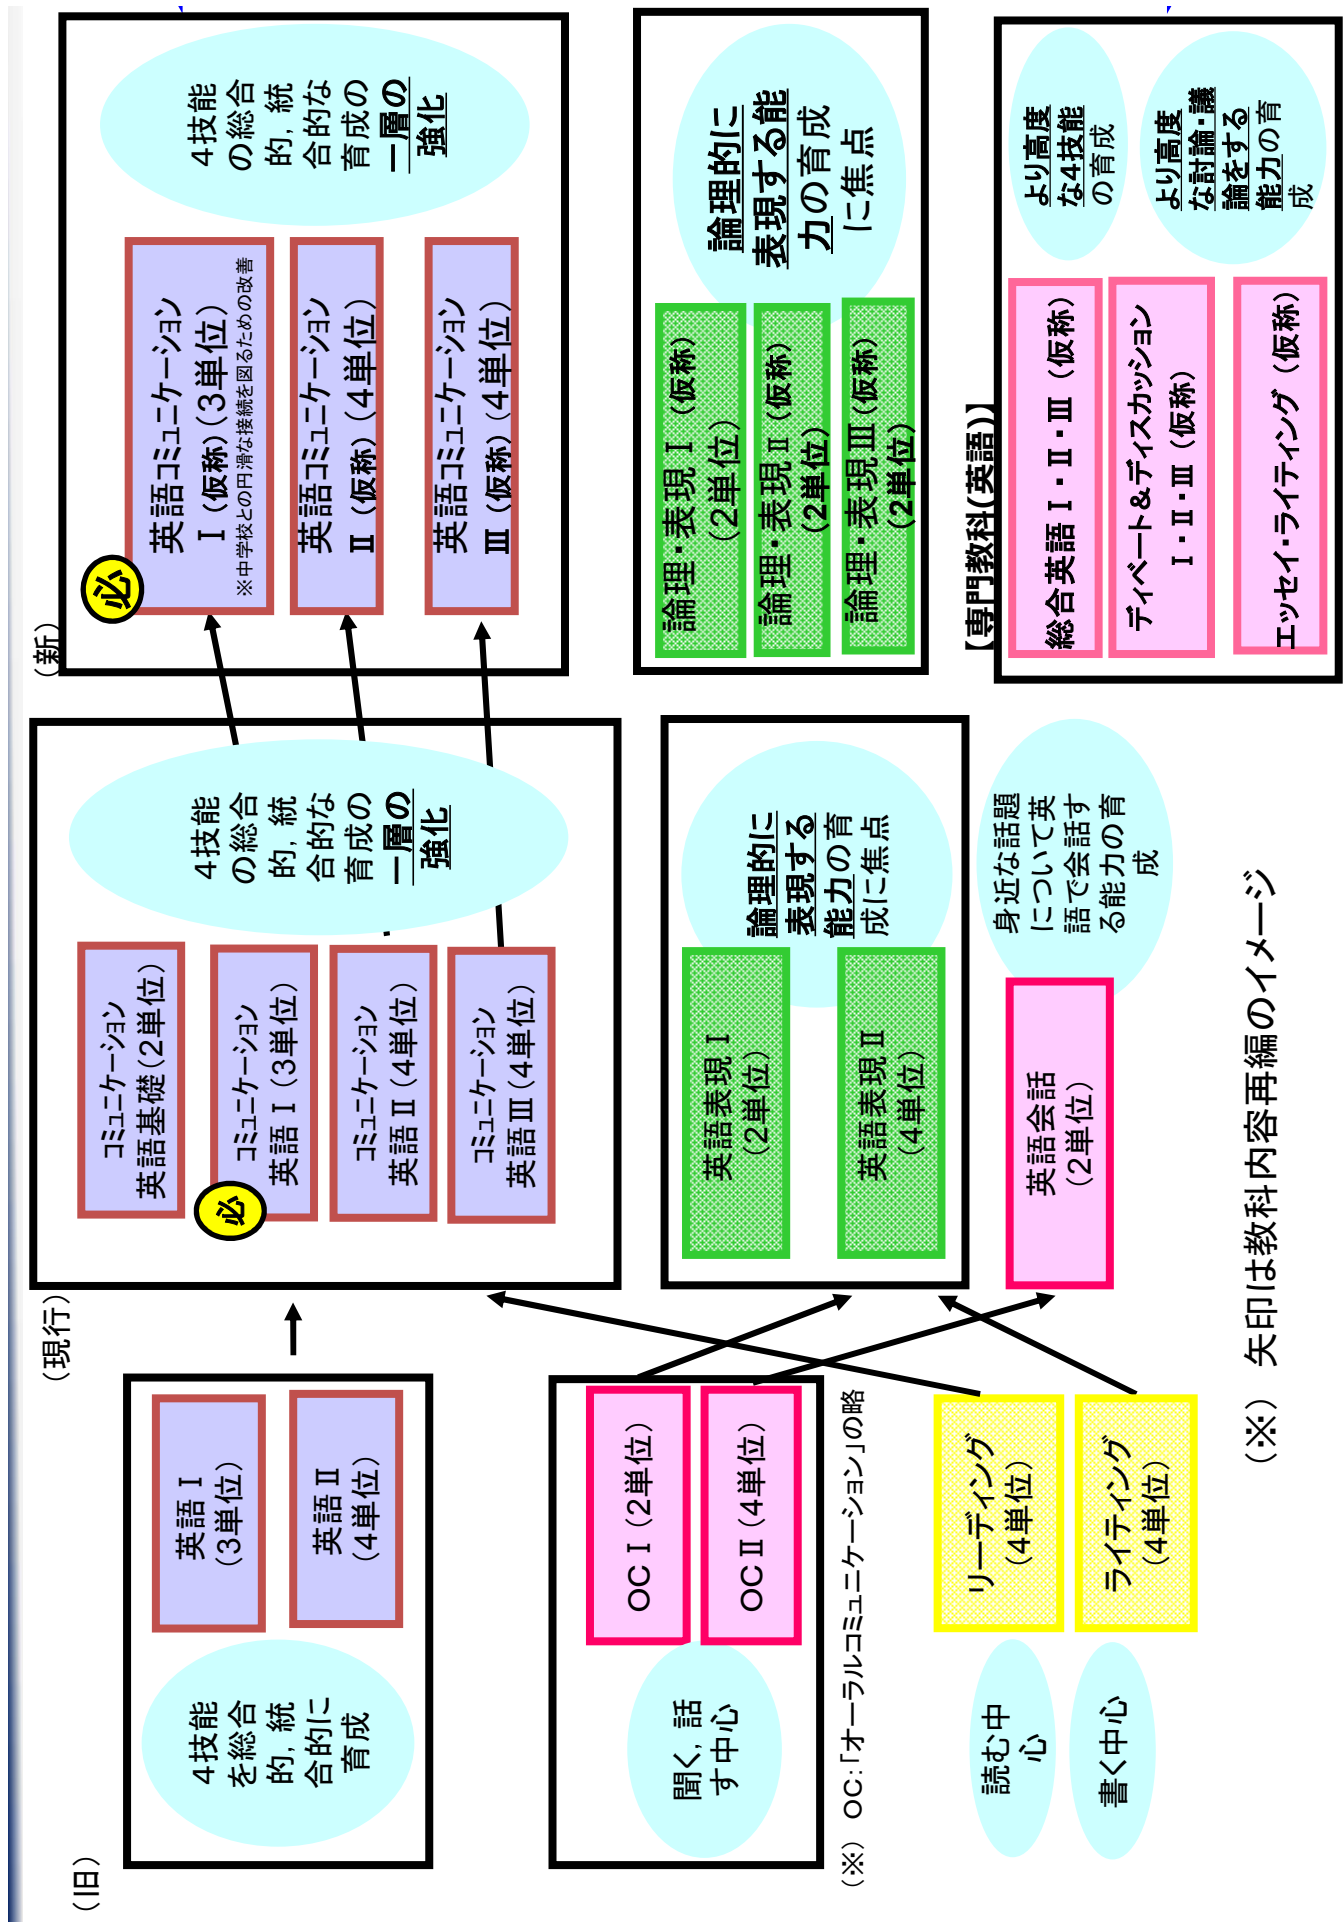 (旧)
4技能
を総合
的, 統
合的に
育成
英語Ⅰ
(3単位)
英語Ⅱ
(4単位)
聞く, 話
す中心
OCⅠ(2単位)
OCⅡ(4単位)
(※) OC:「オーラルコミュニケーション」の略
読む中
心
リーディング
(4単位)
書く中心
ライティング
(4単位)
(現行)
コミュニケーション
英語基礎(2単位)
必
コミュニケーション
英語Ⅰ(3単位)
コミュニケーション
英語Ⅱ(4単位)
コミュニケーション
英語Ⅲ(4単位)
4技能
の総合
的, 統
合的な
育成の
一層の
強化
英語表現Ⅰ
(2単位)
英語表現Ⅱ
(4単位)
論理的に
表現する
能力の育
成に焦点
英語会話
(2単位)
身近な話題
について英
語で会話す
る能力の育
成
(新)
必
英語コミュニケーション
Ⅰ(仮称)(3単位)
※中学校との円滑な接続を図るための改善
英語コミュニケーション
Ⅱ(仮称)(4単位)
英語コミュニケーション
Ⅲ(仮称)(4単位)
4技能
の総合
的, 統
合的な
育成の
一層の
強化
論理・表現Ⅰ(仮称)
(2単位)
論理・表現Ⅱ(仮称)
(2単位)
論理・表現Ⅲ(仮称)
(2単位)
論理的に
表現する能
力の育成
に焦点
【専門教科(英語)】
総合英語Ⅰ・Ⅱ・Ⅲ(仮称)
ディベート&ディスカッション
Ⅰ・Ⅱ・Ⅲ(仮称)
エッセイ・ライティング(仮称)
より高度
な4技能
の育成
より高度
な討論・議
論をする
能力の育
成
(※) 矢印は教科内容再編のイメージ